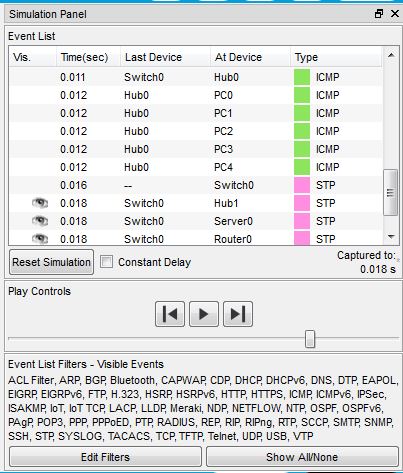 Simulation Panel
Event List
Vis. Time(sec) Last Device At Device Type
0.011 Switch0 Hub0 ICMP
0.012 Hub0 PC0 ICMP
0.012 Hub0 PC1 ICMP
0.012 Hub0 PC2 ICMP
0.012 Hub0 PC3 ICMP
0.012 Hub0 PC4 ICMP
0.016 -- Switch0 STP
0.018 Switch0 Hub1 STP
0.018 Switch0 Server0 STP
0.018 Switch0 Router0 STP
Reset Simulation Constant Delay Captured to:
0.018 s
Play Controls
Event List Filters - Visible Events
ACL Filter, ARP, BGP, Bluetooth, CAPWAP, CDP, DHCP, DHCPv6, DNS, DTP, EAPOL,
EIGRP, EIGRPv6, FTP, H.323, HSRP, HSRPv6, HTTP, HTTPS, ICMP, ICMPv6, IPSec,
ISAKMP, IoT, IoT TCP, LACP, LLDP, Meraki, NDP, NETFLOW, NTP, OSPF, OSPFv6,
PAgP, POP3, PPP, PPPoED, PTP, RADIUS, REP, RIP, RIPng, RTP, SCCP, SMTP, SNMP,
SSH, STP, SYSLOG, TACACS, TCP, TFTP, Telnet, UDP, USB, VTP
Edit Filters Show All/None